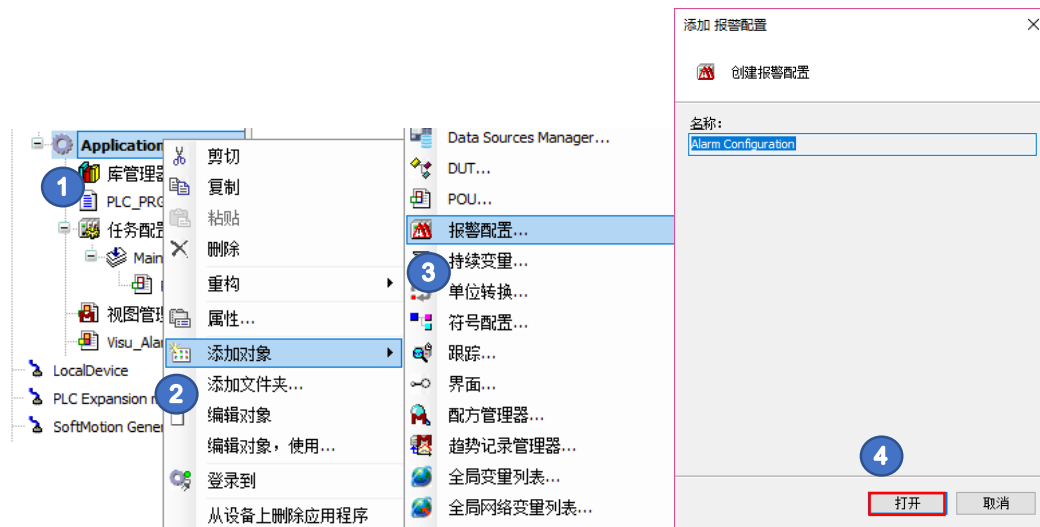 Application
库管理
PLC_PRG
任务配置
Main
视图管
Visu_Ala
LocalDevice
PLC Expansion
SoftMotion Gene
1
剪切
复制
粘贴
删除
重构
属性...
添加对象
添加文件夹...
编辑对象
编辑对象，使用...
登录到
从设备上删除应用程序
2
Data Sources Manager...
DUT...
POU...
报警配置...
持续变量...
单位转换...
符号配置...
跟踪...
界面...
配方管理器...
趋势记录管理器...
全局变量列表...
全局网络变量列表...
3
添加 报警配置
创建报警配置
名称:
Alarm Configuration
4
打开
取消